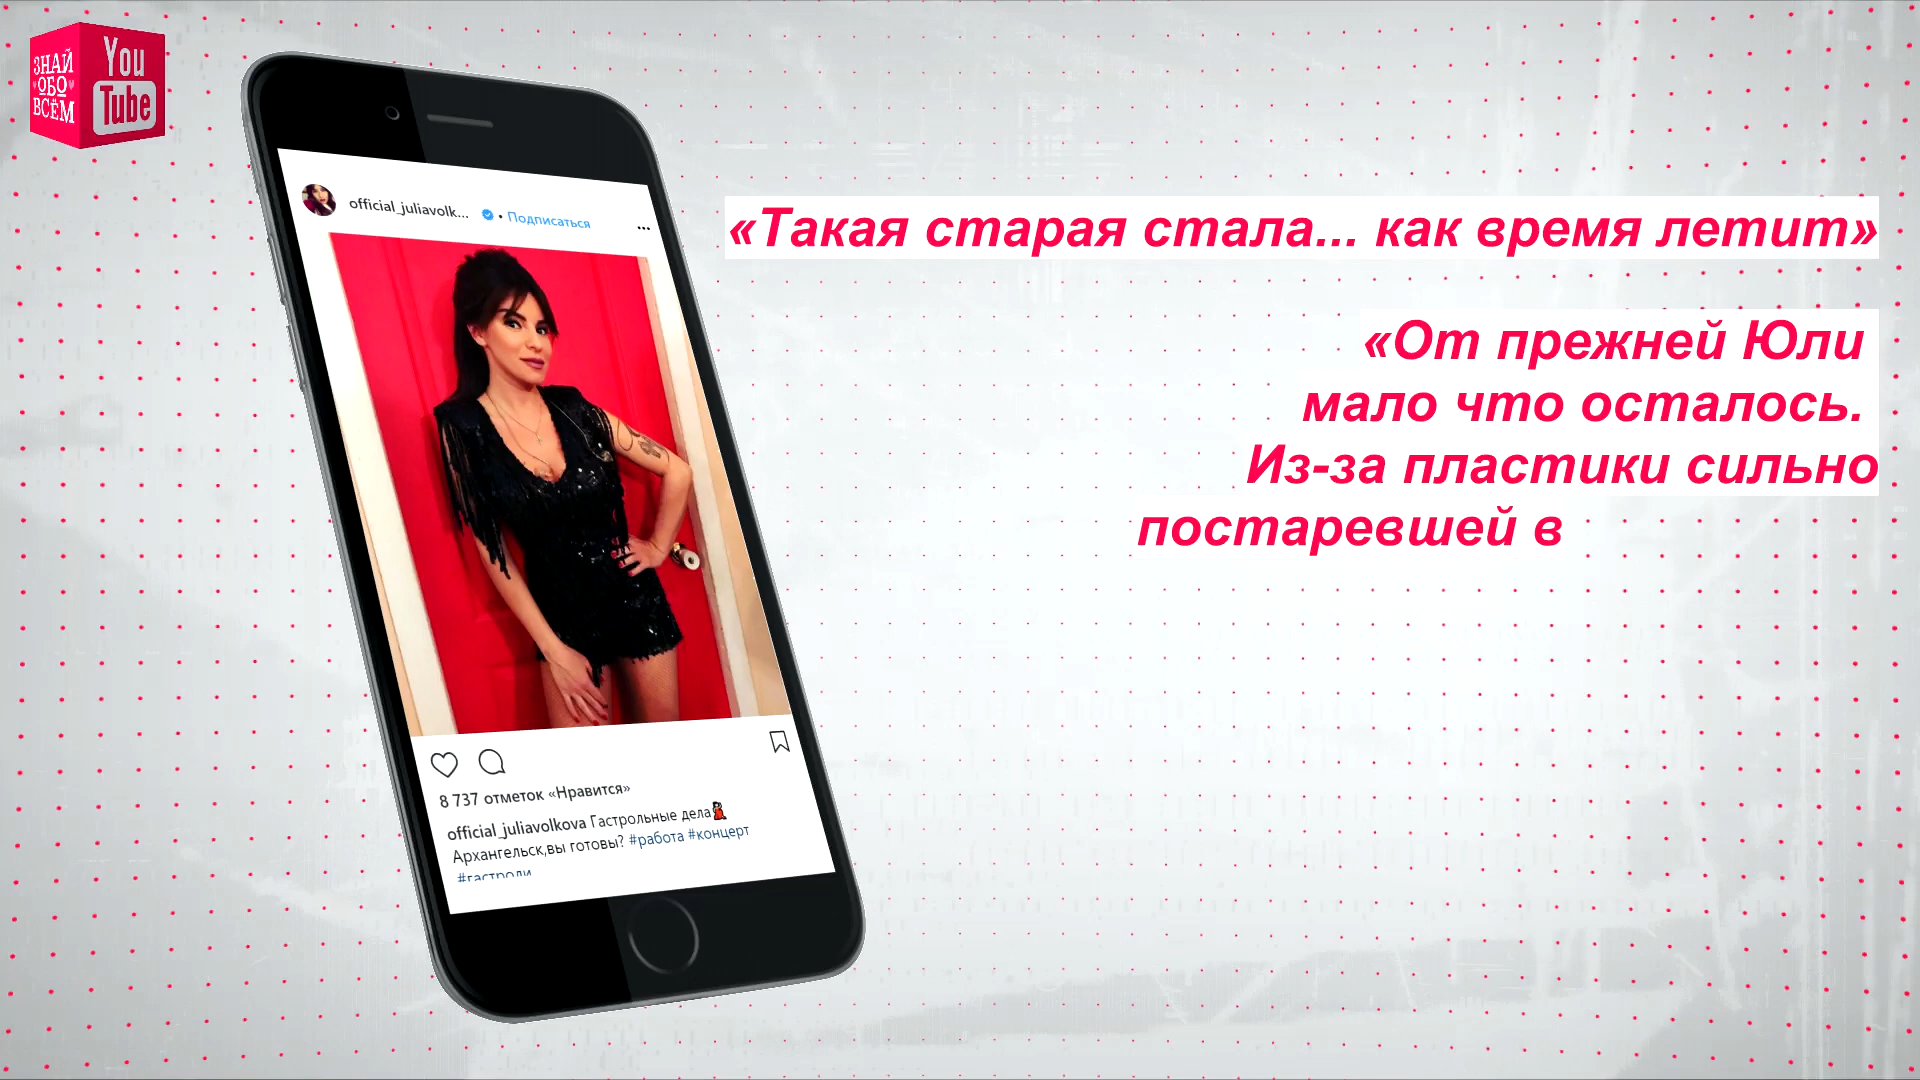 ЗНАЙ
ОБО
ВСЁМ
You
Tube
official_juliavolk... • Подписаться
«Такая старая стала... как время летит»
«От прежней Юли
мало что осталось.
Из-за пластики сильно
постаревшей в
8 737 отметок «Нравится»
official_juliavolkova Гастрольные дела💃
Архангельск,вы готовы? #работа #концерт
#гастроли